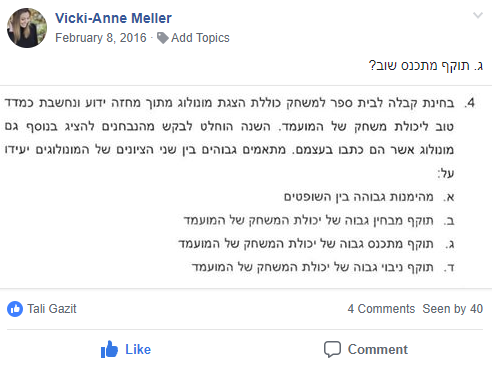 Vicki-Anne Meller
February 8, 2016 · Add Topics
ג. תוקף מתכנס שוב?
4. בחינת קבלה לבית ספר למשחק כוללת הצגת מונולוג מתוך מחזה ידוע ונחשבת כמדד
טוב ליכולת משחק של המועמד. השנה הוחלט לבקש מהנבחנים להציג בנוסף גם
מונולוג אשר הם כתבו בעצמם. מתאמים גבוהים בין שני הציונים של המונולוגים יעידו
על:
א. מהימנות גבוהה בין השופטים
ב. תוקף מבחין גבוה של יכולת המשחק של המועמד
ג. תוקף מתכנס גבוה של יכולת המשחק של המועמד
ד. תוקף ניבוי גבוה של יכולת המשחק של המועמד
Tali Gazit
4 Comments Seen by 40
Like
Comment